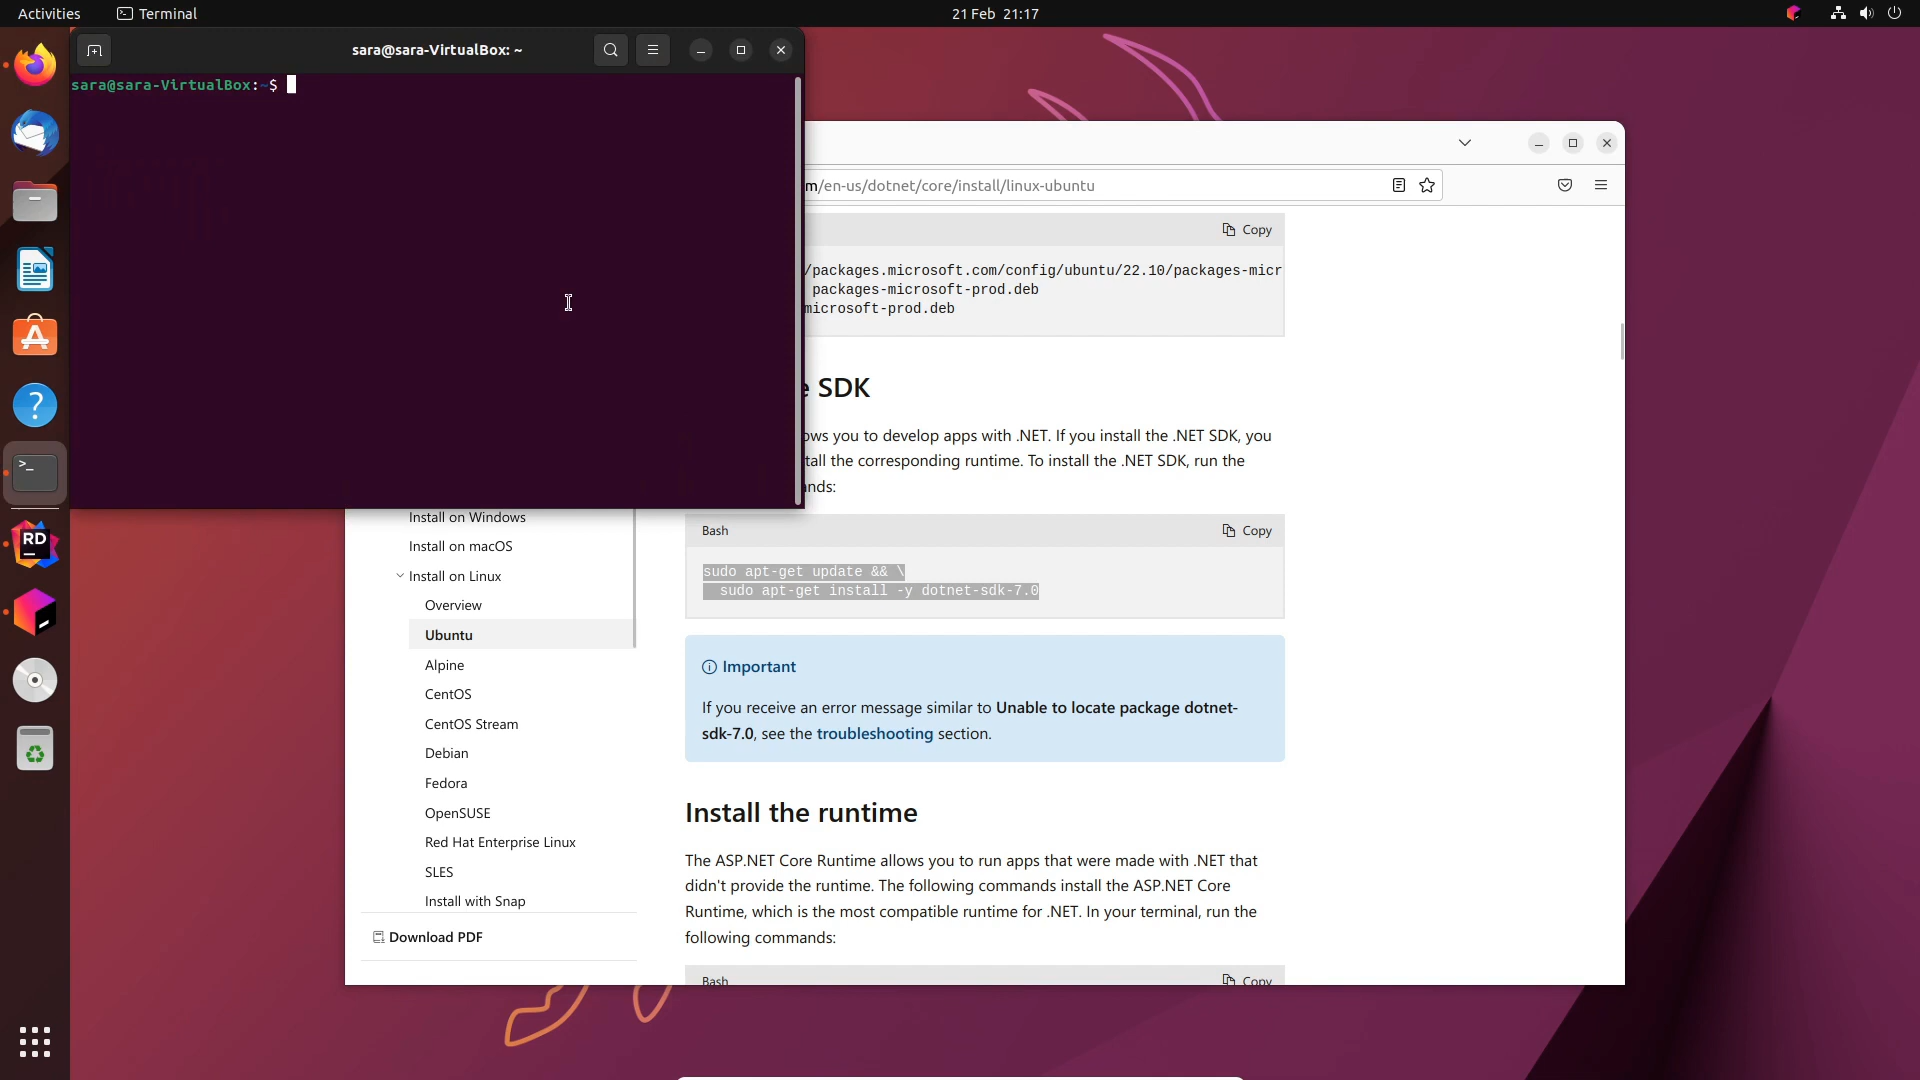 Activities
Terminal
21 Feb 21:17
sara@sara-VirtualBox: ~
sara@sara-VirtualBox:~$
m/en-us/dotnet/core/install/linux-ubuntu
Copy
/packages.microsoft.com/config/ubuntu/22.10/packages-micr
packages-microsoft-prod.deb
microsoft-prod.deb
SDK
ows you to develop apps with .NET. If you install the .NET SDK, you
tall the corresponding runtime. To install the .NET SDK, run the
nds:
Bash
Copy
sudo apt-get update && \
sudo apt-get install -y dotnet-sdk-7.0
Important
If you receive an error message similar to Unable to locate package dotnet-
sdk-7.0, see the troubleshooting section.
Install the runtime
The ASP.NET Core Runtime allows you to run apps that were made with .NET that
didn't provide the runtime. The following commands install the ASP.NET Core
Runtime, which is the most compatible runtime for .NET. In your terminal, run the
following commands:
Bash
Copy
Install on Windows
Install on macOS
Install on Linux
Overview
Ubuntu
Alpine
CentOS
CentOS Stream
Debian
Fedora
OpenSUSE
Red Hat Enterprise Linux
SLES
Install with Snap
Download PDF
RD